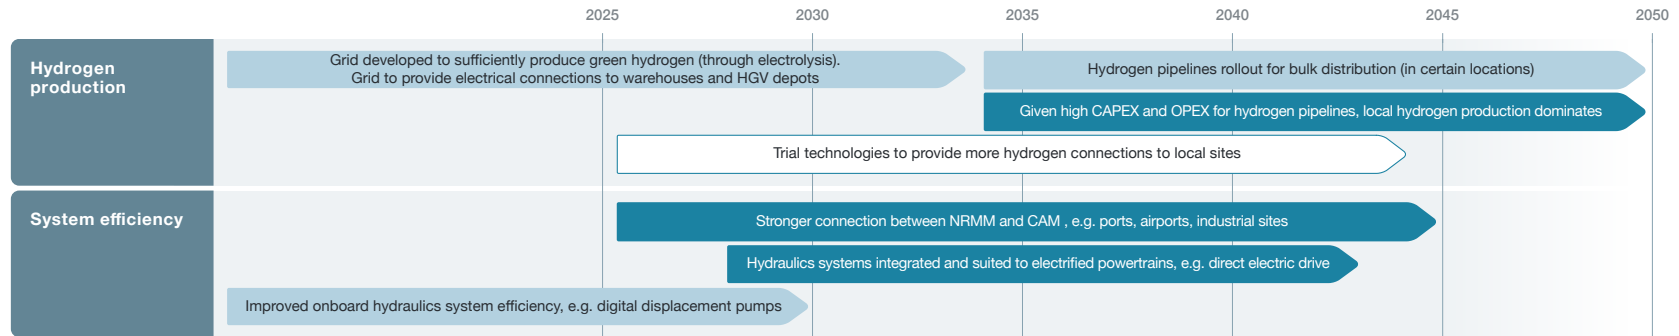 2025 2030 2035 2040 2045 2050
Hydrogen
production
Grid developed to sufficiently produce green hydrogen (through electrolysis).
Grid to provide electrical connections to warehouses and HGV depots
Hydrogen pipelines rollout for bulk distribution (in certain locations)
Given high CAPEX and OPEX for hydrogen pipelines, local hydrogen production dominates
Trial technologies to provide more hydrogen connections to local sites
System efficiency
Stronger connection between NRMM and CAM , e.g. ports, airports, industrial sites
Hydraulics systems integrated and suited to electrified powertrains, e.g. direct electric drive
Improved onboard hydraulics system efficiency, e.g. digital displacement pumps